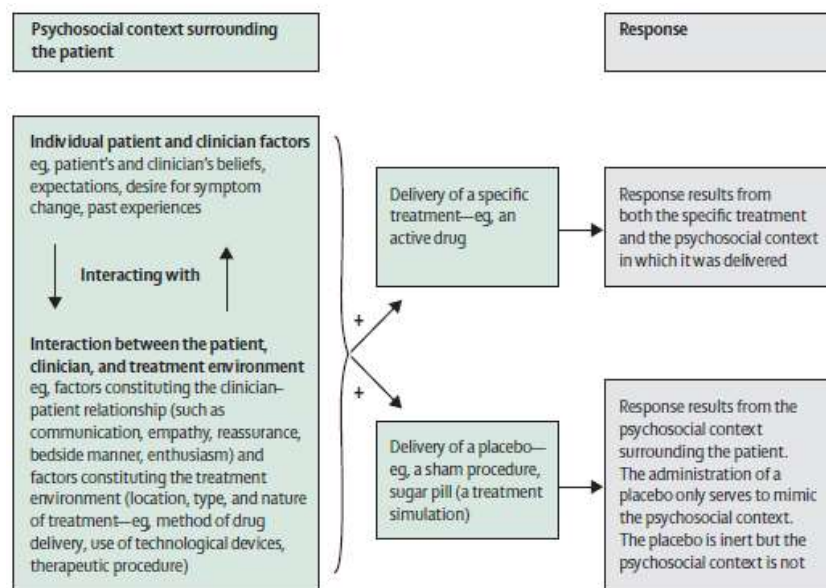 Psychosocial context surrounding
the patient
Response
Individual patient and clinician factors
eg, patient's and clinician's beliefs,
expectations, desire for symptom
change, past experiences
Interacting with
Interaction between the patient,
clinician, and treatment environment
eg, factors constituting the clinician–
patient relationship (such as
communication, empathy, reassurance,
bedside manner, enthusiasm) and
factors constituting the treatment
environment (location, type, and nature
of treatment—eg, method of drug
delivery, use of technological devices,
therapeutic procedure)
+
+
Delivery of a specific
treatment—eg, an
active drug
Response results from
both the specific treatment
and the psychosocial context
in which it was delivered
Delivery of a placebo—
eg, a sham procedure,
sugar pill (a treatment
simulation)
Response results from the
psychosocial context
surrounding the patient.
The administration of a
placebo only serves to mimic
the psychosocial context.
The placebo is inert but the
psychosocial context is not